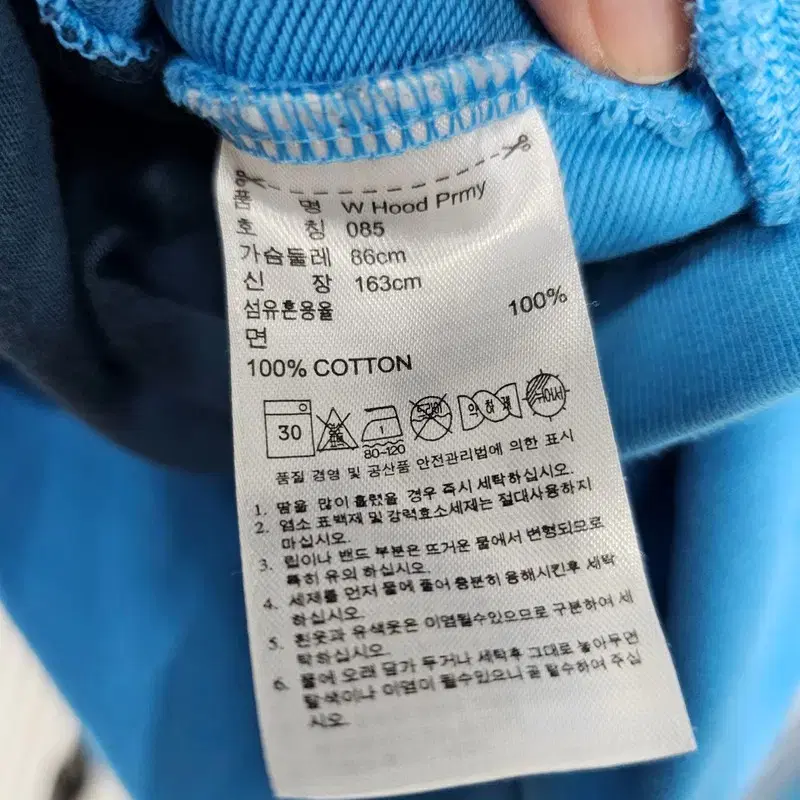 품 명 W Hood Prmy
호 칭 085
가슴둘레 86cm
신 장 163cm
섬유혼용율
면 100%
100% COTTON
30 1 드라이 약하게 뉘어서
80-120
품질 경영 및 공산품 안전관리법에 의한 표시
1. 땀을 많이 흘렸을 경우 즉시 세탁하십시오.
2. 염소 표백제 및 강력효소세제는 절대사용하지
마십시오.
3. 립이나 밴드 부분은 뜨거운 물에서 변형되므로
특히 유의 하십시오.
4. 세제를 먼저 물에 풀어 충분히 용해시킨후 세탁
하십시오.
5. 흰옷과 유색옷은 이염될수있으므로 구분하여 세
탁하십시오.
6. 물에 오래 담가 두거나 세탁후 그대로 놓아두면
탈색이나 이염이 될수있으니곧 탈수하여 주십
시오.